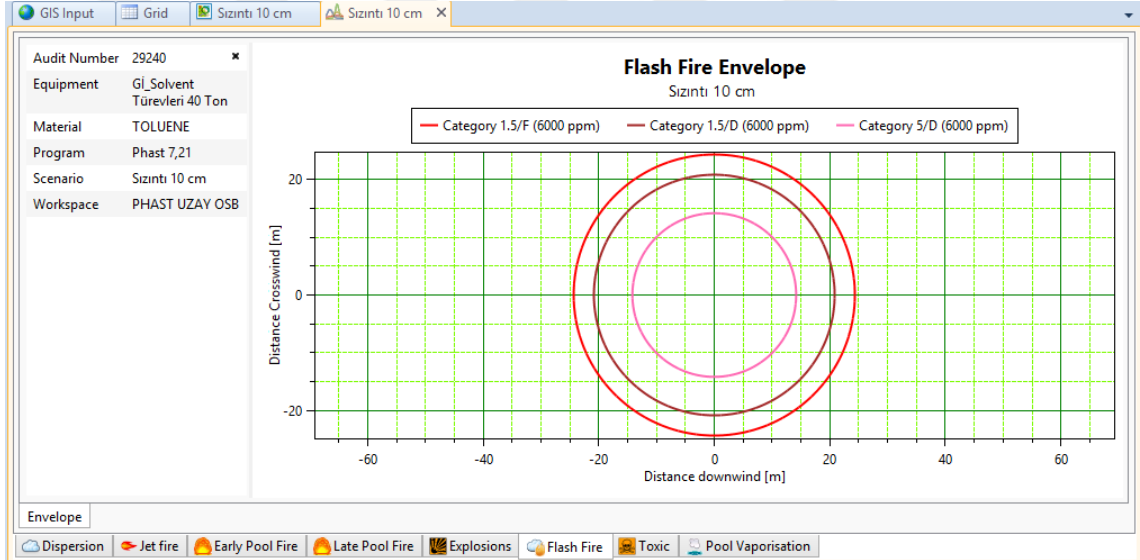 GIS Input
Grid
Sızıntı 10 cm
Sızıntı 10 cm
Audit Number 29240
Equipment Gİ_Solvent
Türevleri 40 Ton
Material TOLUENE
Program Phast 7,21
Scenario Sızıntı 10 cm
Workspace PHAST UZAY OSB
Flash Fire Envelope
Sızıntı 10 cm
Category 1.5/F (6000 ppm) Category 1.5/D (6000 ppm) Category 5/D (6000 ppm)
Distance Crosswind [m]
20
0
-20
-60 -40 -20 0 20 40 60
Distance downwind [m]
Envelope
Dispersion Jet fire Early Pool Fire Late Pool Fire Explosions Flash Fire Toxic Pool Vaporisation